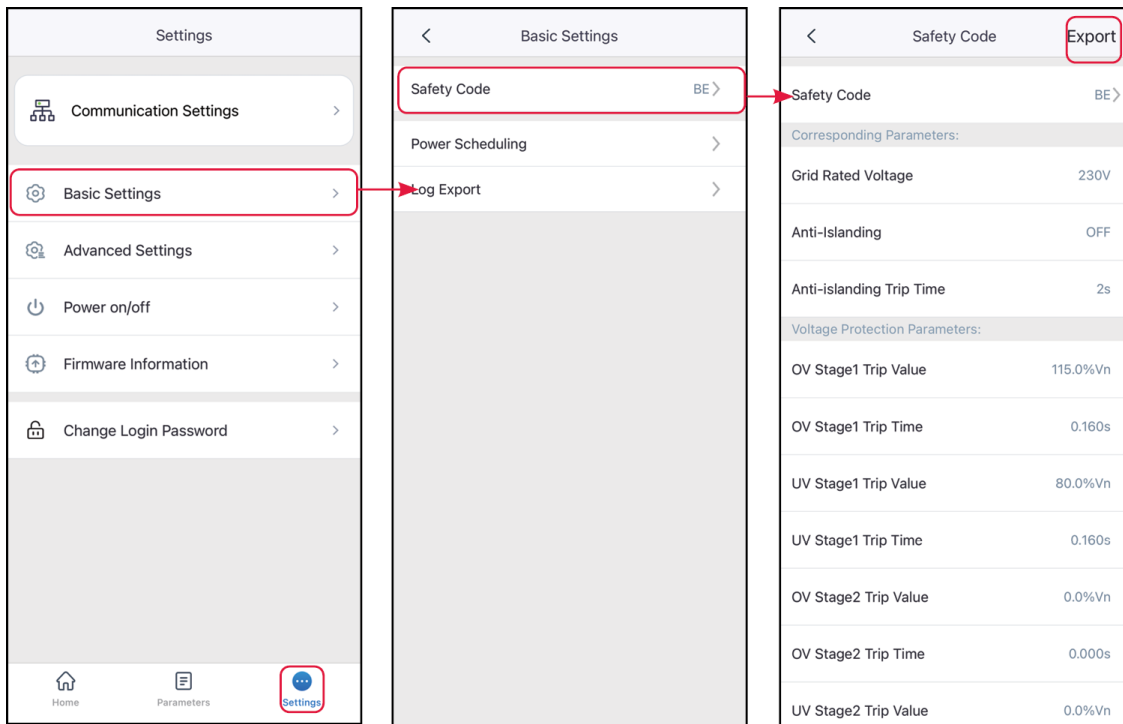 Settings
Communication Settings
Basic Settings
Advanced Settings
Power on/off
Firmware Information
Change Login Password
Home
Parameters
Settings
Basic Settings
Safety Code BE
Power Scheduling
Log Export
Safety Code Export
Safety Code BE
Corresponding Parameters:
Grid Rated Voltage 230V
Anti-Islanding OFF
Anti-islanding Trip Time 2s
Voltage Protection Parameters:
OV Stage1 Trip Value 115.0%Vn
OV Stage1 Trip Time 0.160s
UV Stage1 Trip Value 80.0%Vn
UV Stage1 Trip Time 0.160s
OV Stage2 Trip Value 0.0%Vn
OV Stage2 Trip Time 0.000s
UV Stage2 Trip Value 0.0%Vn